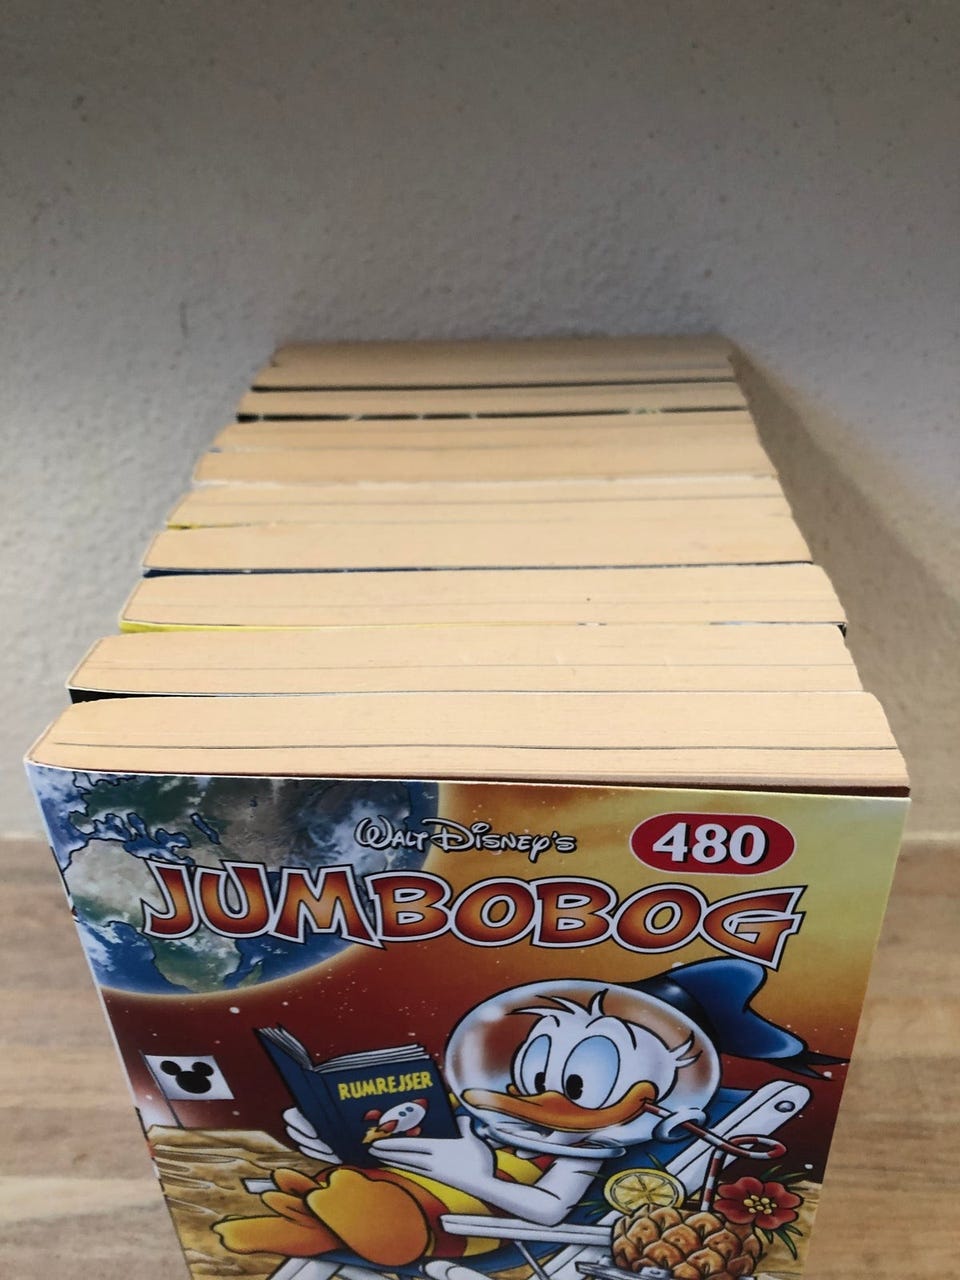 WALT DISNEY'S
480
JUMBOBOG
RUMREJSER